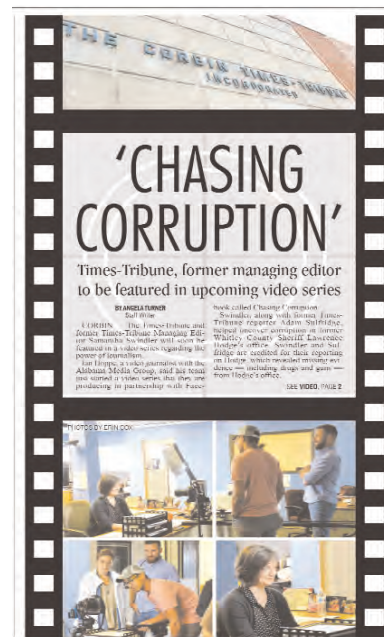 THE CORBIN TIMES-TRIBUNE
INCORPORATED
'CHASING
CORRUPTION'
Times-Tribune, former managing editor
to be featured in upcoming video series
BY ANGELA TURNER
Staff Writer
CORBIN — The Times-Tribune and
former Times-Tribune Managing Edi-
tor Samantha Swindler will soon be
featured in a video series regarding the
power of journalism.
Ian Hoppe, a video journalist with the
Alabama Media Group, said his team
just started a video series that they are
producing in partnership with Face-
book called Chasing Corruption.
Swindler, along with former Times-
Tribune reporter Adam Sulfridge,
helped uncover corruption in former
Whitley County Sheriff Lawrence
Hodge's office. Swindler and Sul-
fridge are credited for their reporting
on Hodge, which revealed missing evi-
dence — including drugs and guns —
from Hodge's office.
SEE VIDEO, PAGE 2
PHOTOS BY ERIN COX